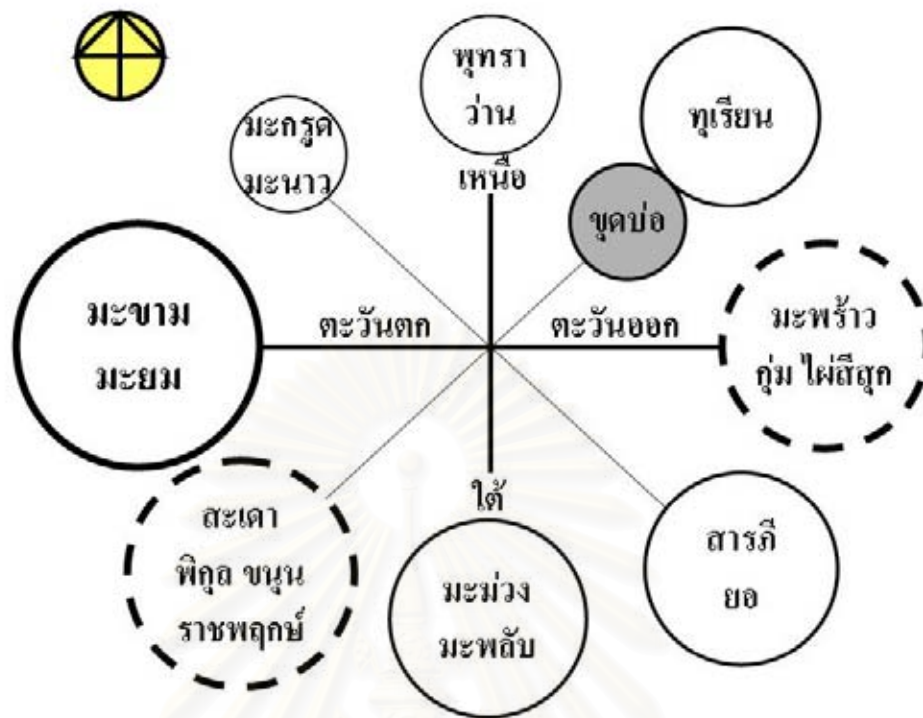 พุทรา
ว่าน
ทุเรียน
มะกรูด
มะนาว
เหนือ
ขุดบ่อ
มะขาม
มะยม
ตะวันตก
ตะวันออก
มะพร้าว
กุ่ม ไผ่สีสุก
ใต้
สะเดา
พิกุล ขนุน
ราชพฤกษ์
มะม่วง
มะพลับ
สารภี
ยอ